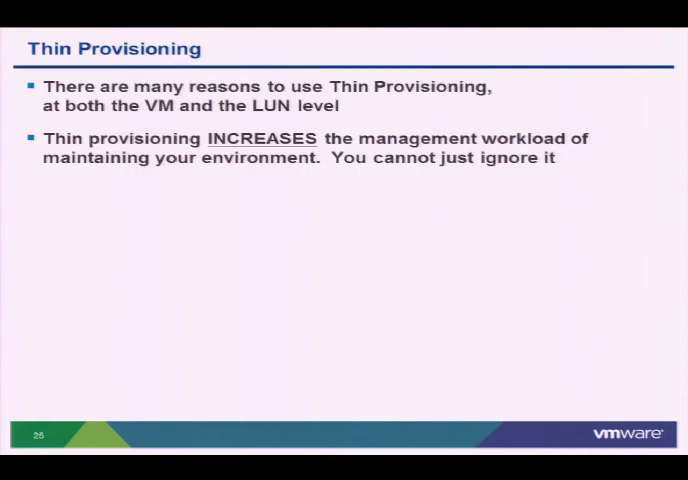 Thin Provisioning
There are many reasons to use Thin Provisioning,
at both the VM and the LUN level
Thin provisioning INCREASES the management workload of
maintaining your environment. You cannot just ignore it
25
vmware